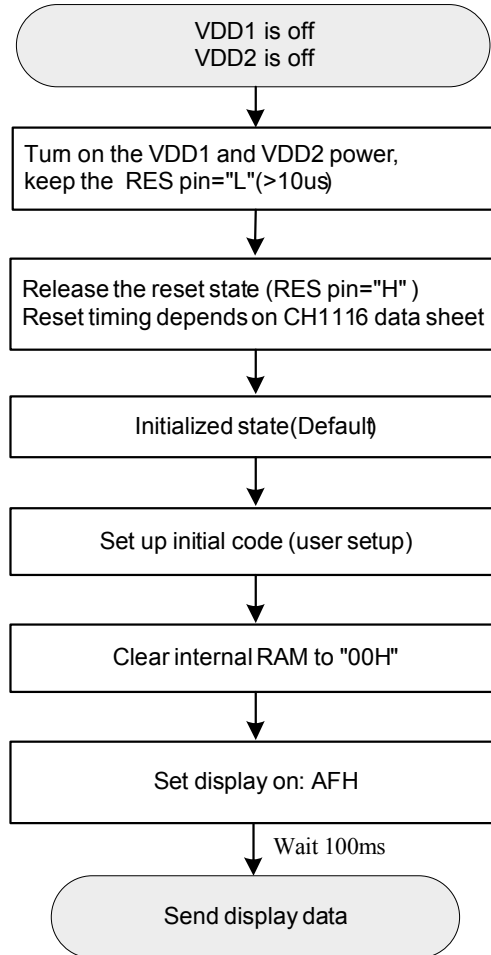 VDD1 is off
VDD2 is off
Turn on the VDD1 and VDD2 power,
keep the RES pin="L"(>10us)
Release the reset state (RES pin="H" )
Reset timing depends on CH1116 data sheet
Initialized state(Default)
Set up initial code (user setup)
Clear internal RAM to "00H"
Set display on: AFH
Wait 100ms
Send display data